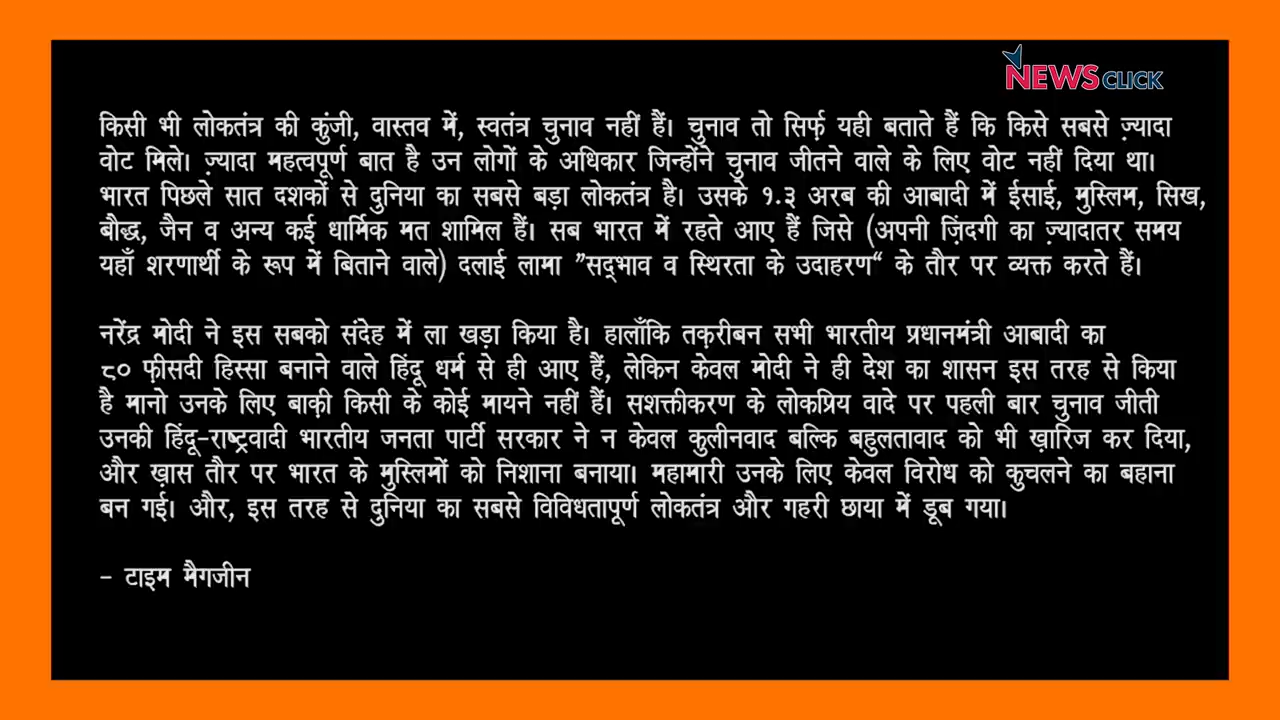 NEWSCLICK
किसी भी लोकतंत्र की कुंजी, वास्तव में, स्वतंत्र चुनाव नहीं हैं। चुनाव तो सिर्फ़ यही बताते हैं कि किसे सबसे ज़्यादा
वोट मिले। ज़्यादा महत्वपूर्ण बात है उन लोगों के अधिकार जिन्होंने चुनाव जीतने वाले के लिए वोट नहीं दिया था।
भारत पिछले सात दशकों से दुनिया का सबसे बड़ा लोकतंत्र है। उसके १.३ अरब की आबादी में ईसाई, मुस्लिम, सिख,
बौद्ध, जैन व अन्य कई धार्मिक मत शामिल हैं। सब भारत में रहते आए हैं जिसे (अपनी ज़िंदगी का ज़्यादातर समय
यहाँ शरणार्थी के रूप में बिताने वाले) दलाई लामा ”सद्भाव व स्थिरता के उदाहरण“ के तौर पर व्यक्त करते हैं।
नरेंद्र मोदी ने इस सबको संदेह में ला खड़ा किया है। हालाँकि तक़रीबन सभी भारतीय प्रधानमंत्री आबादी का
८० फ़ीसदी हिस्सा बनाने वाले हिंदू धर्म से ही आए हैं, लेकिन केवल मोदी ने ही देश का शासन इस तरह से किया
है मानो उनके लिए बाक़ी किसी के कोई मायने नहीं हैं। सशक्तीकरण के लोकप्रिय वादे पर पहली बार चुनाव जीती
उनकी हिंदू-राष्ट्रवादी भारतीय जनता पार्टी सरकार ने न केवल कुलीनवाद बल्कि बहुलतावाद को भी ख़ारिज कर दिया,
और ख़ास तौर पर भारत के मुस्लिमों को निशाना बनाया। महामारी उनके लिए केवल विरोध को कुचलने का बहाना
बन गई। और, इस तरह से दुनिया का सबसे विविधतापूर्ण लोकतंत्र और गहरी छाया में डूब गया।
- टाइम मैगजीन